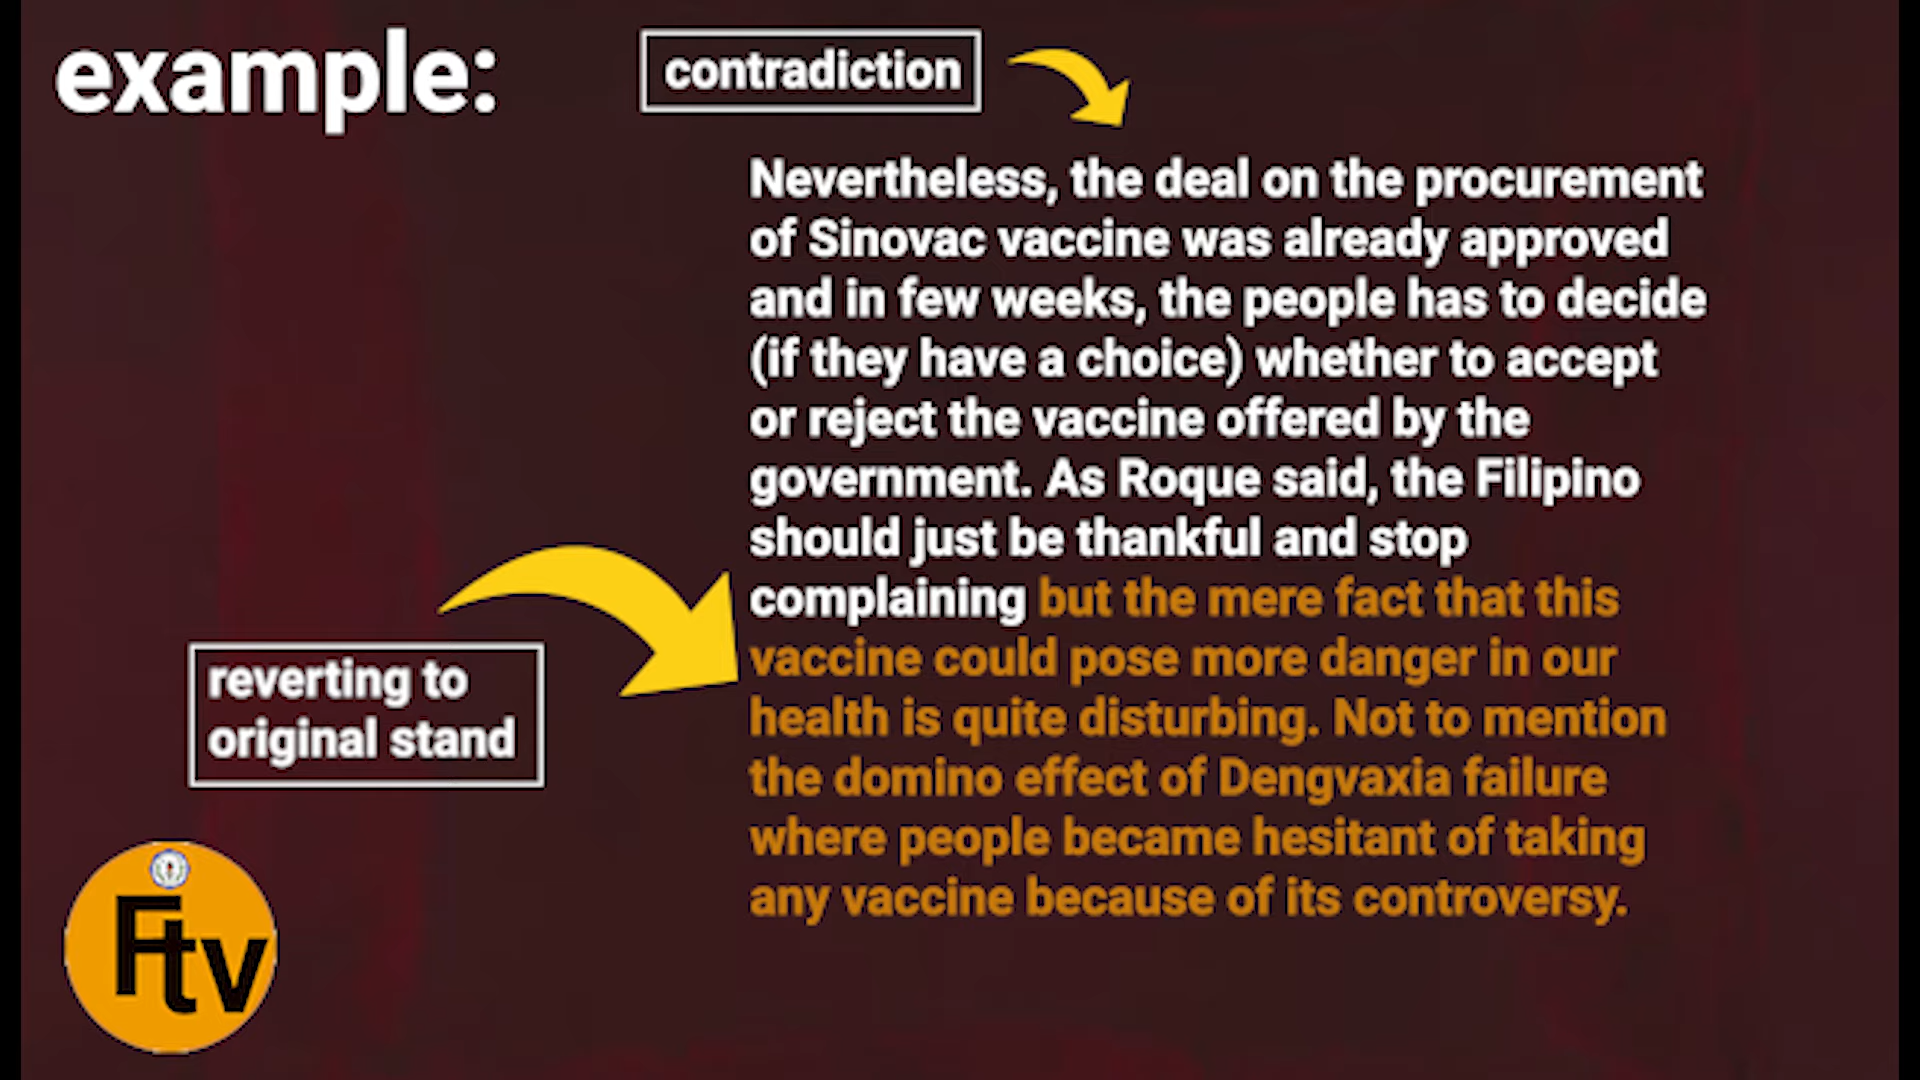 example:
contradiction
Nevertheless, the deal on the procurement
of Sinovac vaccine was already approved
and in few weeks, the people has to decide
(if they have a choice) whether to accept
or reject the vaccine offered by the
government. As Roque said, the Filipino
should just be thankful and stop
complaining but the mere fact that this
vaccine could pose more danger in our
health is quite disturbing. Not to mention
the domino effect of Dengvaxia failure
where people became hesitant of taking
any vaccine because of its controversy.
reverting to
original stand
Ftv